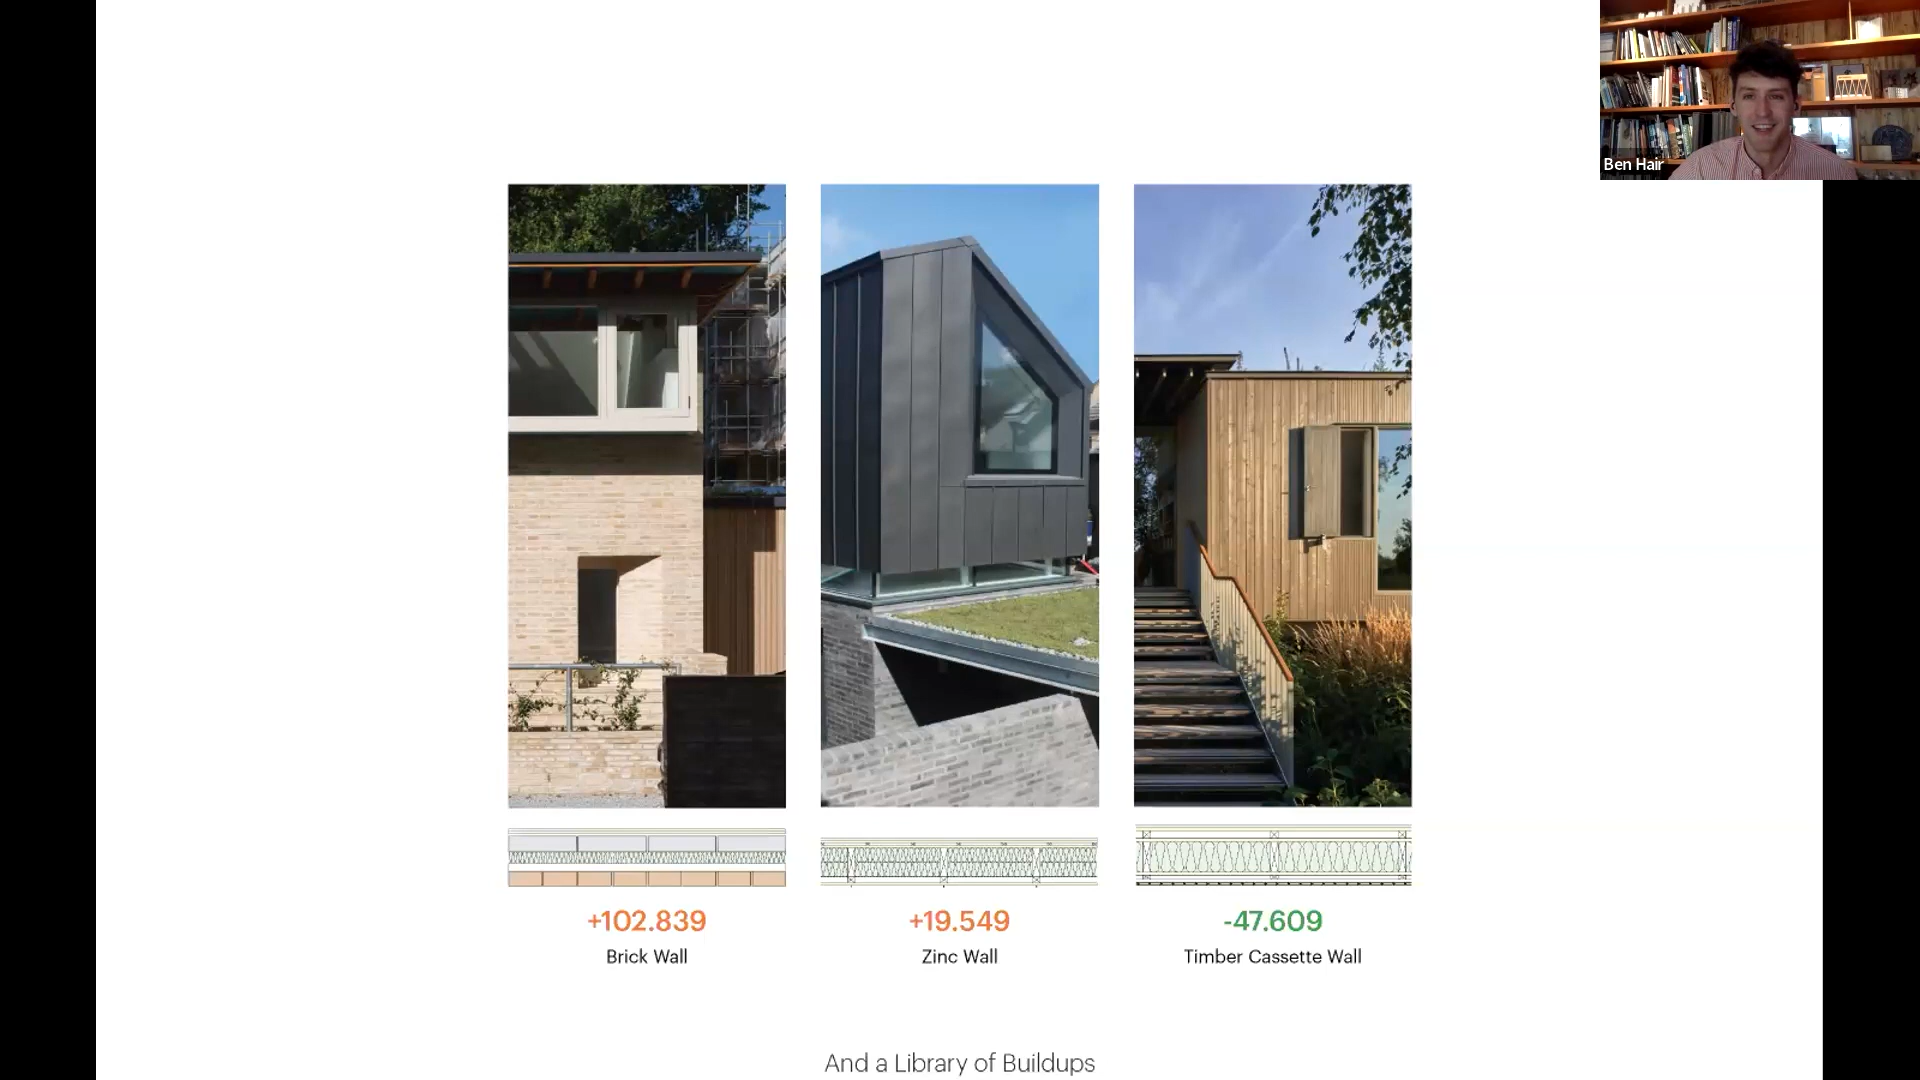 Ben Hair
+102.839
Brick Wall
+19.549
Zinc Wall
-47.609
Timber Cassette Wall
And a Library of Buildups